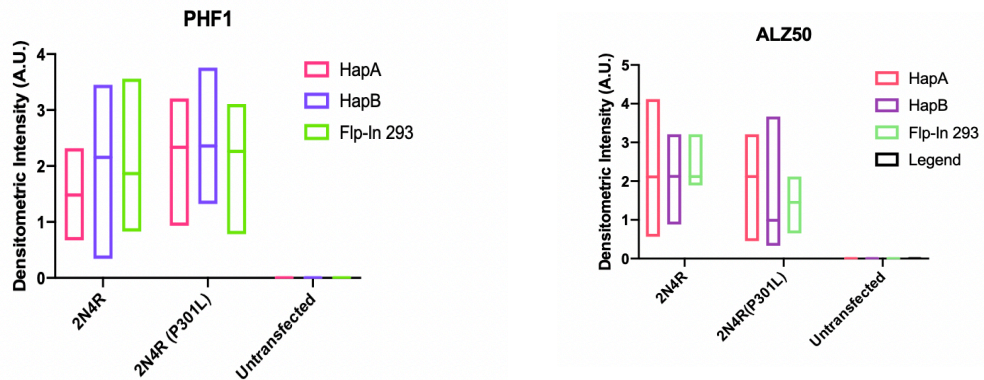 PHF1
Densitometric Intensity (A.U.)
4
3
2
1
0
2N4R
2N4R (P301L)
Untransfected
HapA
HapB
Flp-In 293
ALZ50
Densitometric Intensity (A.U.)
5
4
3
2
1
0
2N4R
2N4R(P301L)
Untransfected
HapA
HapB
Flp-In 293
Legend